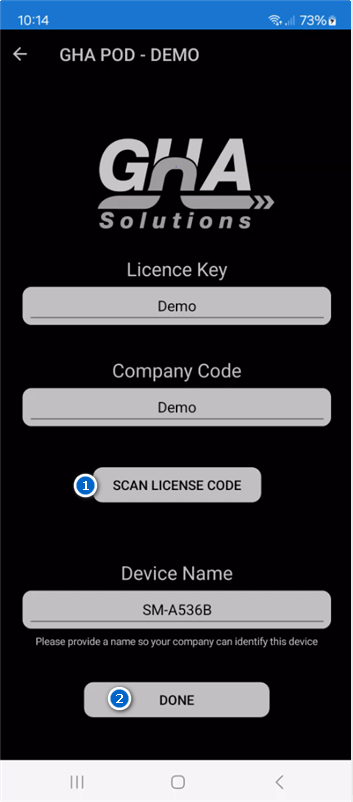 10:14 73%
GHA POD - DEMO
GHA
Solutions
Licence Key
Demo
Company Code
Demo
1 SCAN LICENSE CODE
Device Name
SM-A536B
Please provide a name so your company can identify this device
2 DONE